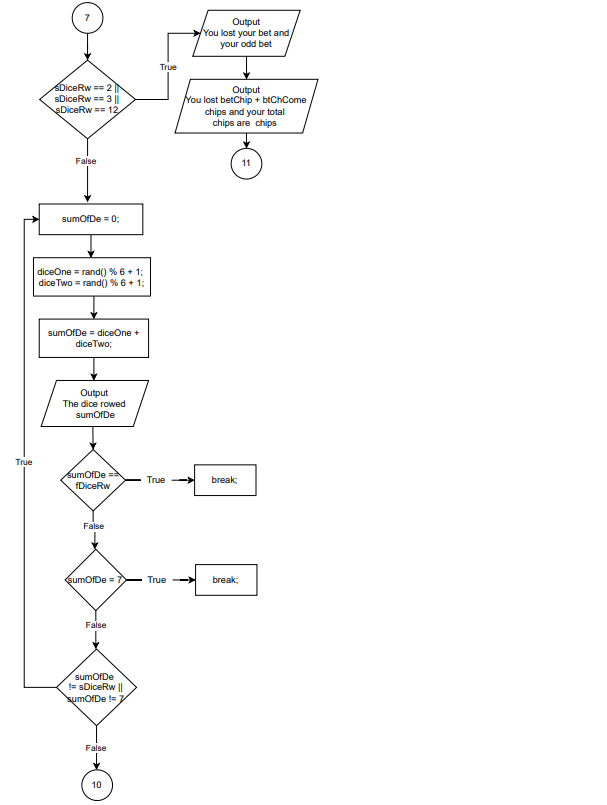 7
Output
You lost your bet and
your odd bet
True
Output
You lost betChip + btChCome
chips and your total
chips are chips
sDiceRw == 2 ||
sDiceRw == 3 ||
sDiceRw == 12
11
False
sumOfDe = 0;
diceOne = rand() % 6 + 1;
diceTwo = rand() % 6 + 1;
sumOfDe = diceOne +
diceTwo;
Output
The dice rowed
sumOfDe
True
sumOfDe ==
fDiceRw
True
break;
False
sumOfDe = 7
True
break;
False
sumOfDe
!= sDiceRw ||
sumOfDe != 7
False
10